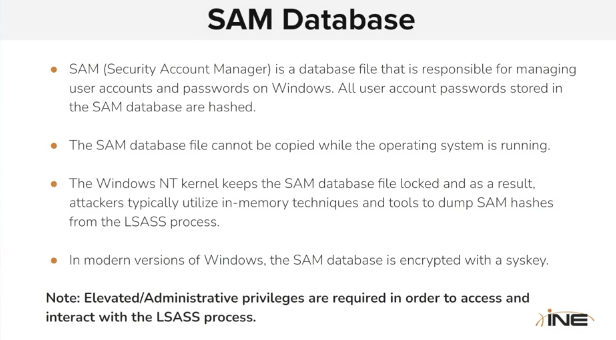 SAM Database
• SAM (Security Account Manager) is a database file that is responsible for managing
user accounts and passwords on Windows. All user account passwords stored in
the SAM database are hashed.
• The SAM database file cannot be copied while the operating system is running.
• The Windows NT kernel keeps the SAM database file locked and as a result,
attackers typically utilize in-memory techniques and tools to dump SAM hashes
from the LSASS process.
• In modern versions of Windows, the SAM database is encrypted with a syskey.
Note: Elevated/Administrative privileges are required in order to access and
interact with the LSASS process.
INE